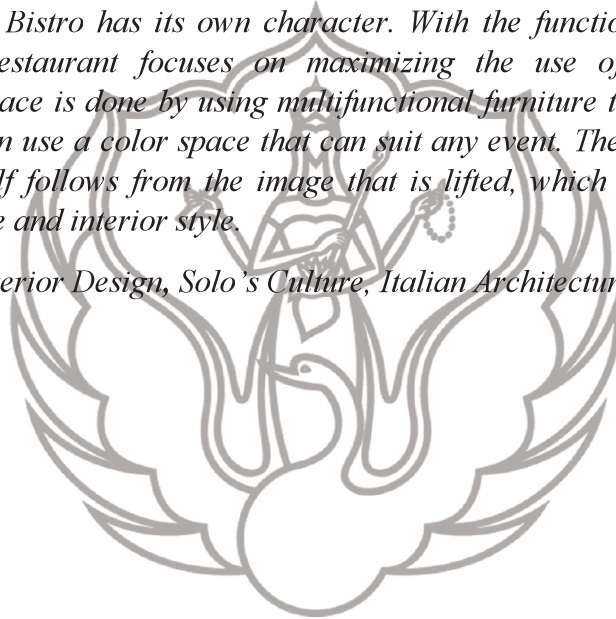 Bistro has its own character. With the functio
estaurant focuses on maximizing the use of
ace is done by using multifunctional furniture t
n use a color space that can suit any event. The
lf follows from the image that is lifted, which
e and interior style.
erior Design, Solo’s Culture, Italian Architectur